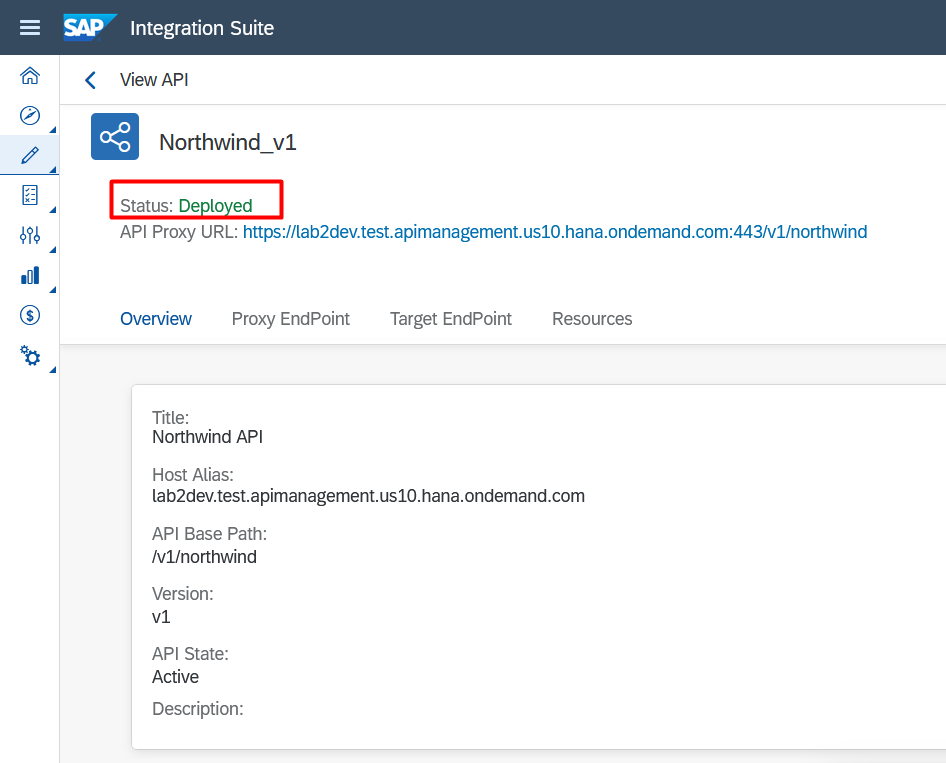 SAP Integration Suite
View API
Northwind_v1
Status: Deployed
API Proxy URL: https://lab2dev.test.apimanagement.us10.hana.ondemand.com:443/v1/northwind
Overview Proxy EndPoint Target EndPoint Resources
Title:
Northwind API
Host Alias:
lab2dev.test.apimanagement.us10.hana.ondemand.com
API Base Path:
/v1/northwind
Version:
v1
API State:
Active
Description: